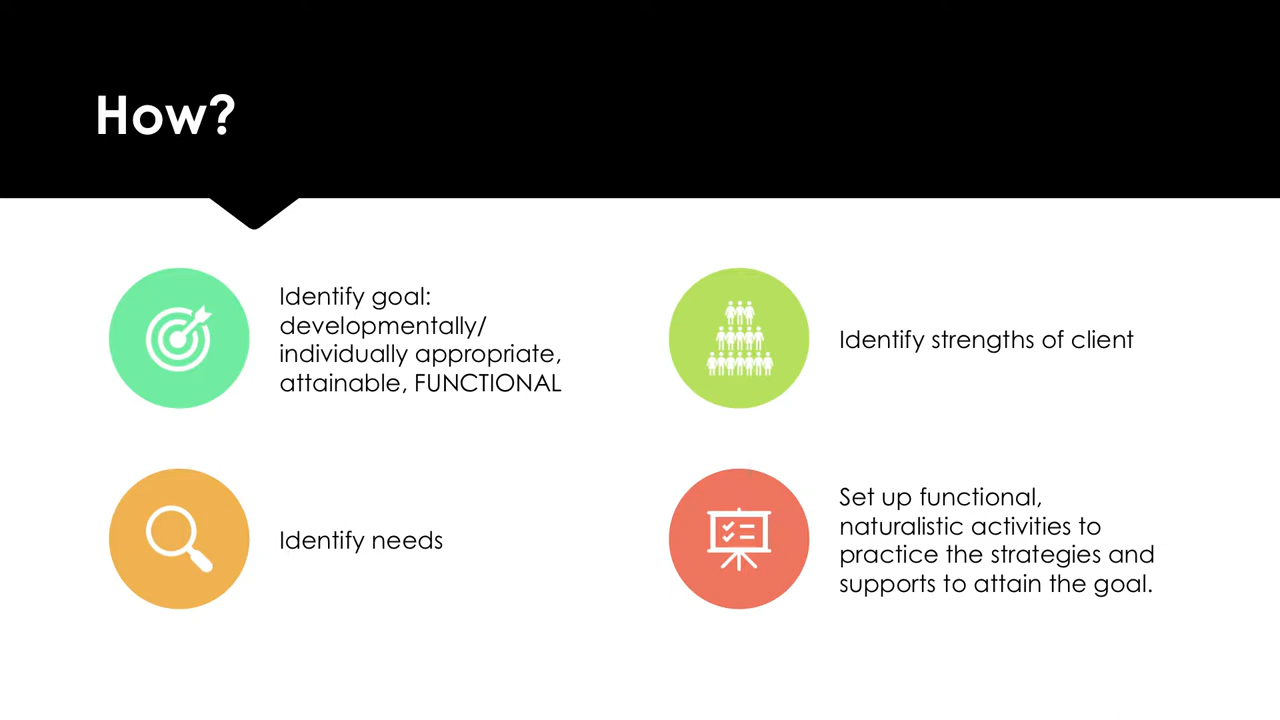 How?
Identify goal:
developmentally/
individually appropriate,
attainable, FUNCTIONAL
Identify strengths of client
Identify needs
Set up functional,
naturalistic activities to
practice the strategies and
supports to attain the goal.